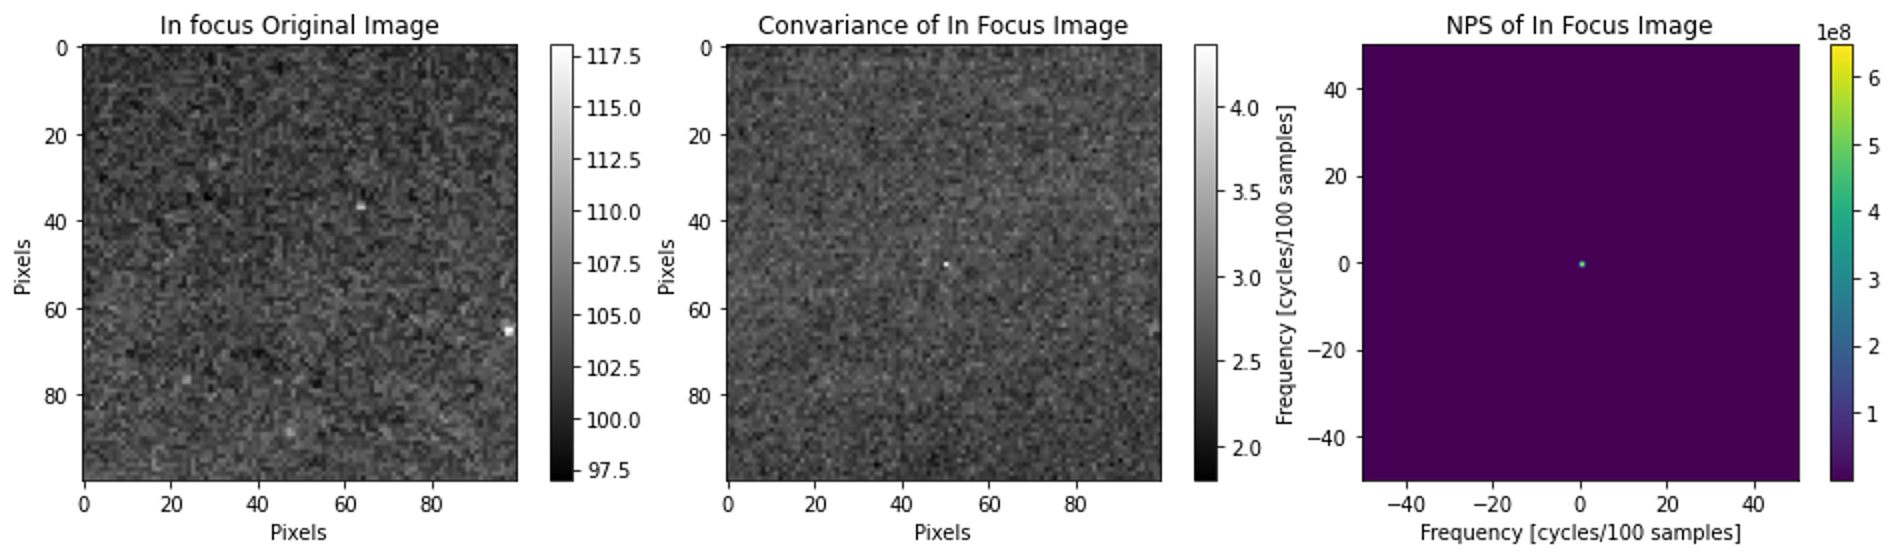 In focus Original Image
0
20
40
60
80
Pixels
0 20 40 60 80
Pixels
117.5
115.0
112.5
110.0
107.5
105.0
102.5
100.0
97.5
Convariance of In Focus Image
0
20
40
60
80
Pixels
0 20 40 60 80
Pixels
4.0
3.5
3.0
2.5
2.0
NPS of In Focus Image
40
20
0
−20
−40
Frequency [cycles/100 samples]
−40 −20 0 20 40
Frequency [cycles/100 samples]
1e8
6
5
4
3
2
1